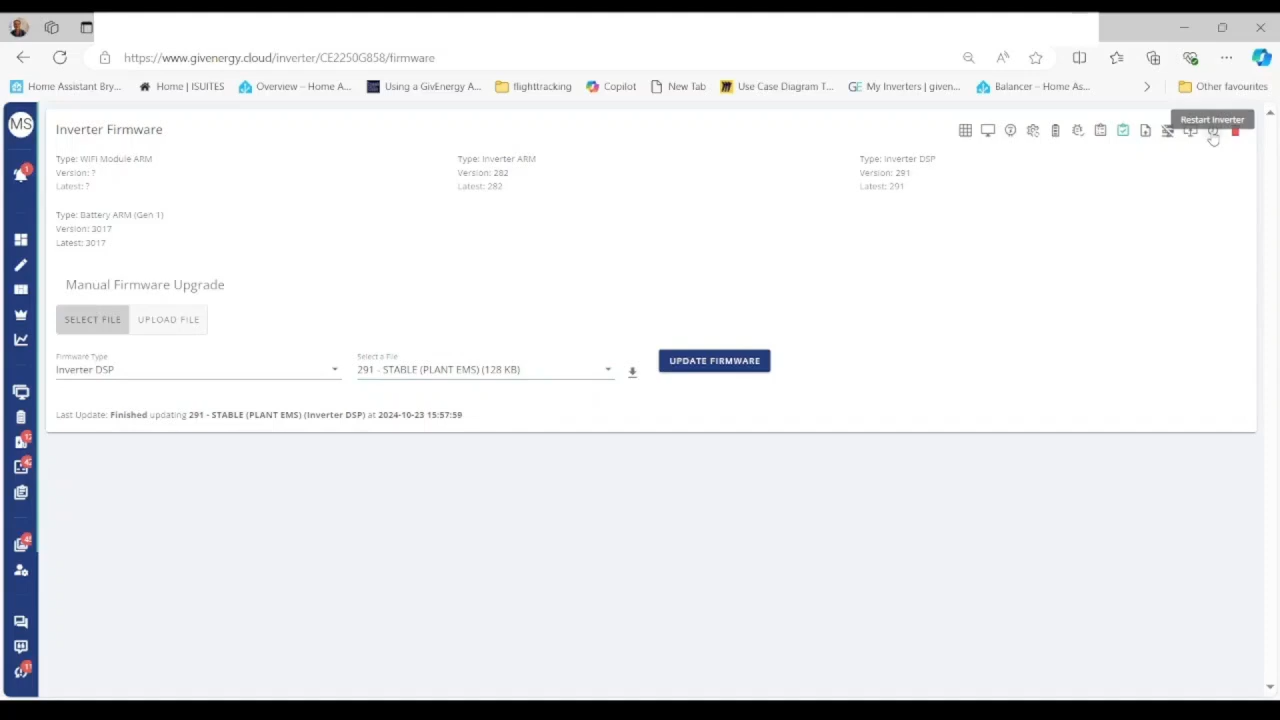 https://www.givenergy.cloud/inverter/CE2250G858/firmware
Home Assistant Bry...
Home | ISUITES
Overview – Home A...
Using a GivEnergy A...
flighttracking
Copilot
New Tab
Use Case Diagram T...
GE My Inverters | given...
Balancer – Home As...
Other favourites
MS
Inverter Firmware
Restart Inverter
Type: WiFi Module ARM
Version: ?
Latest: ?
Type: Inverter ARM
Version: 282
Latest: 282
Type: Inverter DSP
Version: 291
Latest: 291
Type: Battery ARM (Gen 1)
Version: 3017
Latest: 3017
Manual Firmware Upgrade
SELECT FILE
UPLOAD FILE
Firmware Type
Inverter DSP
Select a File
291 - STABLE (PLANT EMS) (128 KB)
UPDATE FIRMWARE
Last Update: Finished updating 291 - STABLE (PLANT EMS) (Inverter DSP) at 2024-10-23 15:57:59